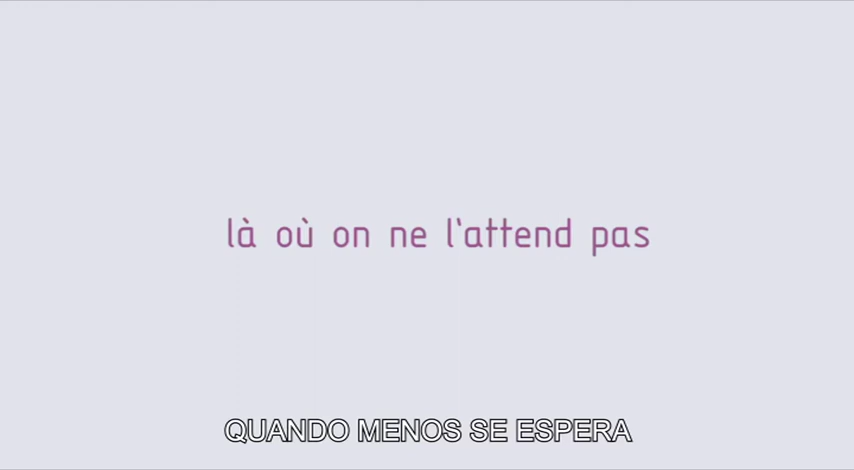 là où on ne l'attend pas
QUANDO MENOS SE ESPERA